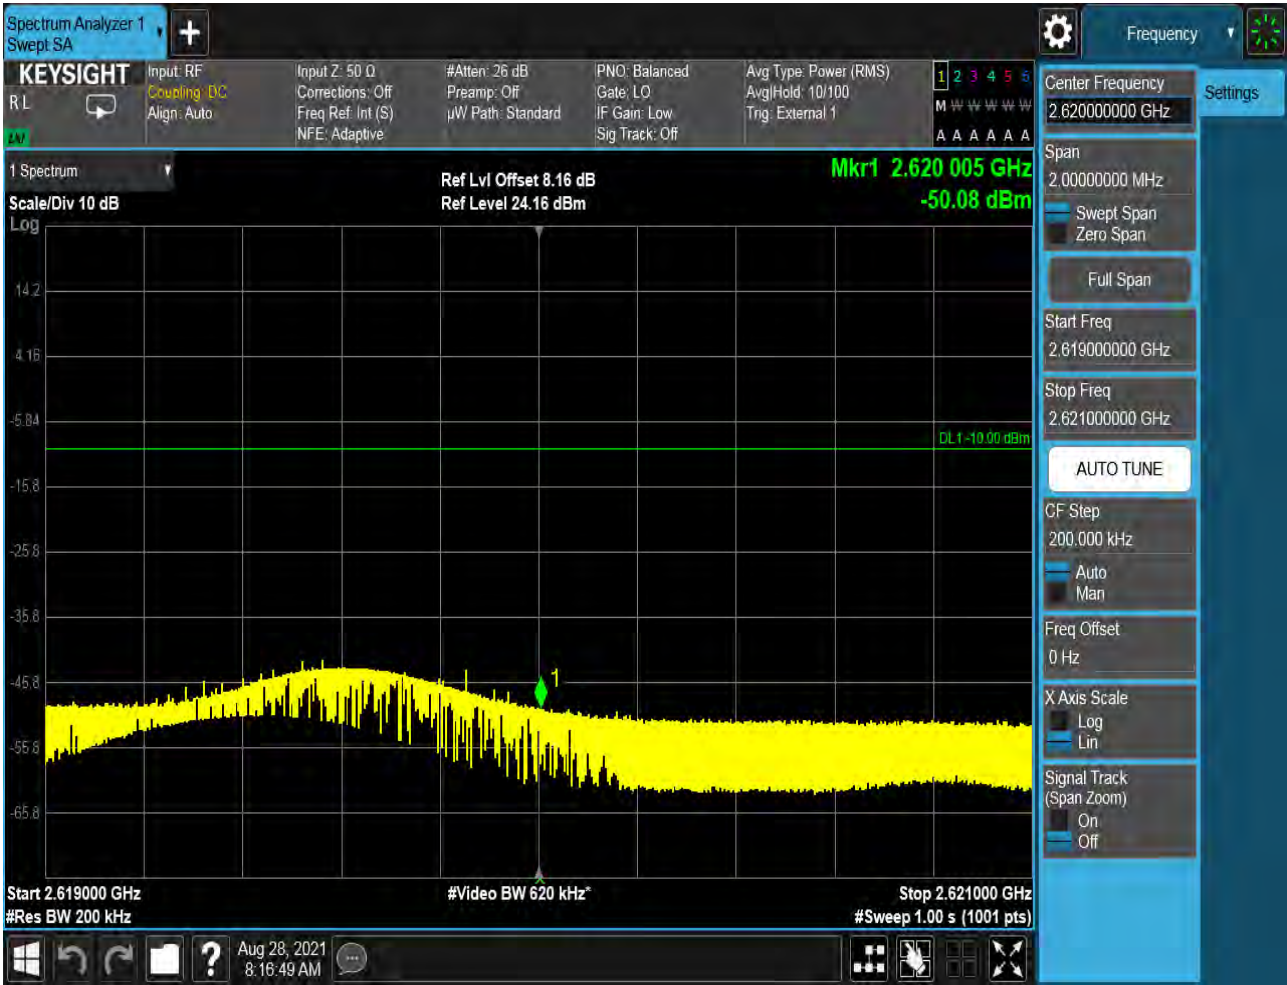 Spectrum Analyzer 1
Swept SA
+
Frequency
KEYSIGHT
R L
LXI
Input: RF
Coupling: DC
Align: Auto
Input Z: 50 Ω
Corrections: Off
Freq Ref: Int (S)
NFE: Adaptive
#Atten: 26 dB
Preamp: Off
µW Path: Standard
PNO: Balanced
Gate: LO
IF Gain: Low
Sig Track: Off
Avg Type: Power (RMS)
Avg|Hold: 10/100
Trig: External 1
1 2 3 4 5 6
M W W W W W
A A A A A A
1 Spectrum
Scale/Div 10 dB
Log
Ref Lvl Offset 8.16 dB
Ref Level 24.16 dBm
Mkr1 2.620 005 GHz
-50.08 dBm
14.2
4.16
-5.84
-15.8
-25.8
-35.8
-45.8
-55.8
-65.8
DL1 -10.00 dBm
1
Start 2.619000 GHz
#Res BW 200 kHz
#Video BW 620 kHz*
Stop 2.621000 GHz
#Sweep 1.00 s (1001 pts)
?
Aug 28, 2021
8:16:49 AM
Center Frequency
2.620000000 GHz
Settings
Span
2.00000000 MHz
Swept Span
Zero Span
Full Span
Start Freq
2.619000000 GHz
Stop Freq
2.621000000 GHz
AUTO TUNE
CF Step
200.000 kHz
Auto
Man
Freq Offset
0 Hz
X Axis Scale
Log
Lin
Signal Track
(Span Zoom)
On
Off